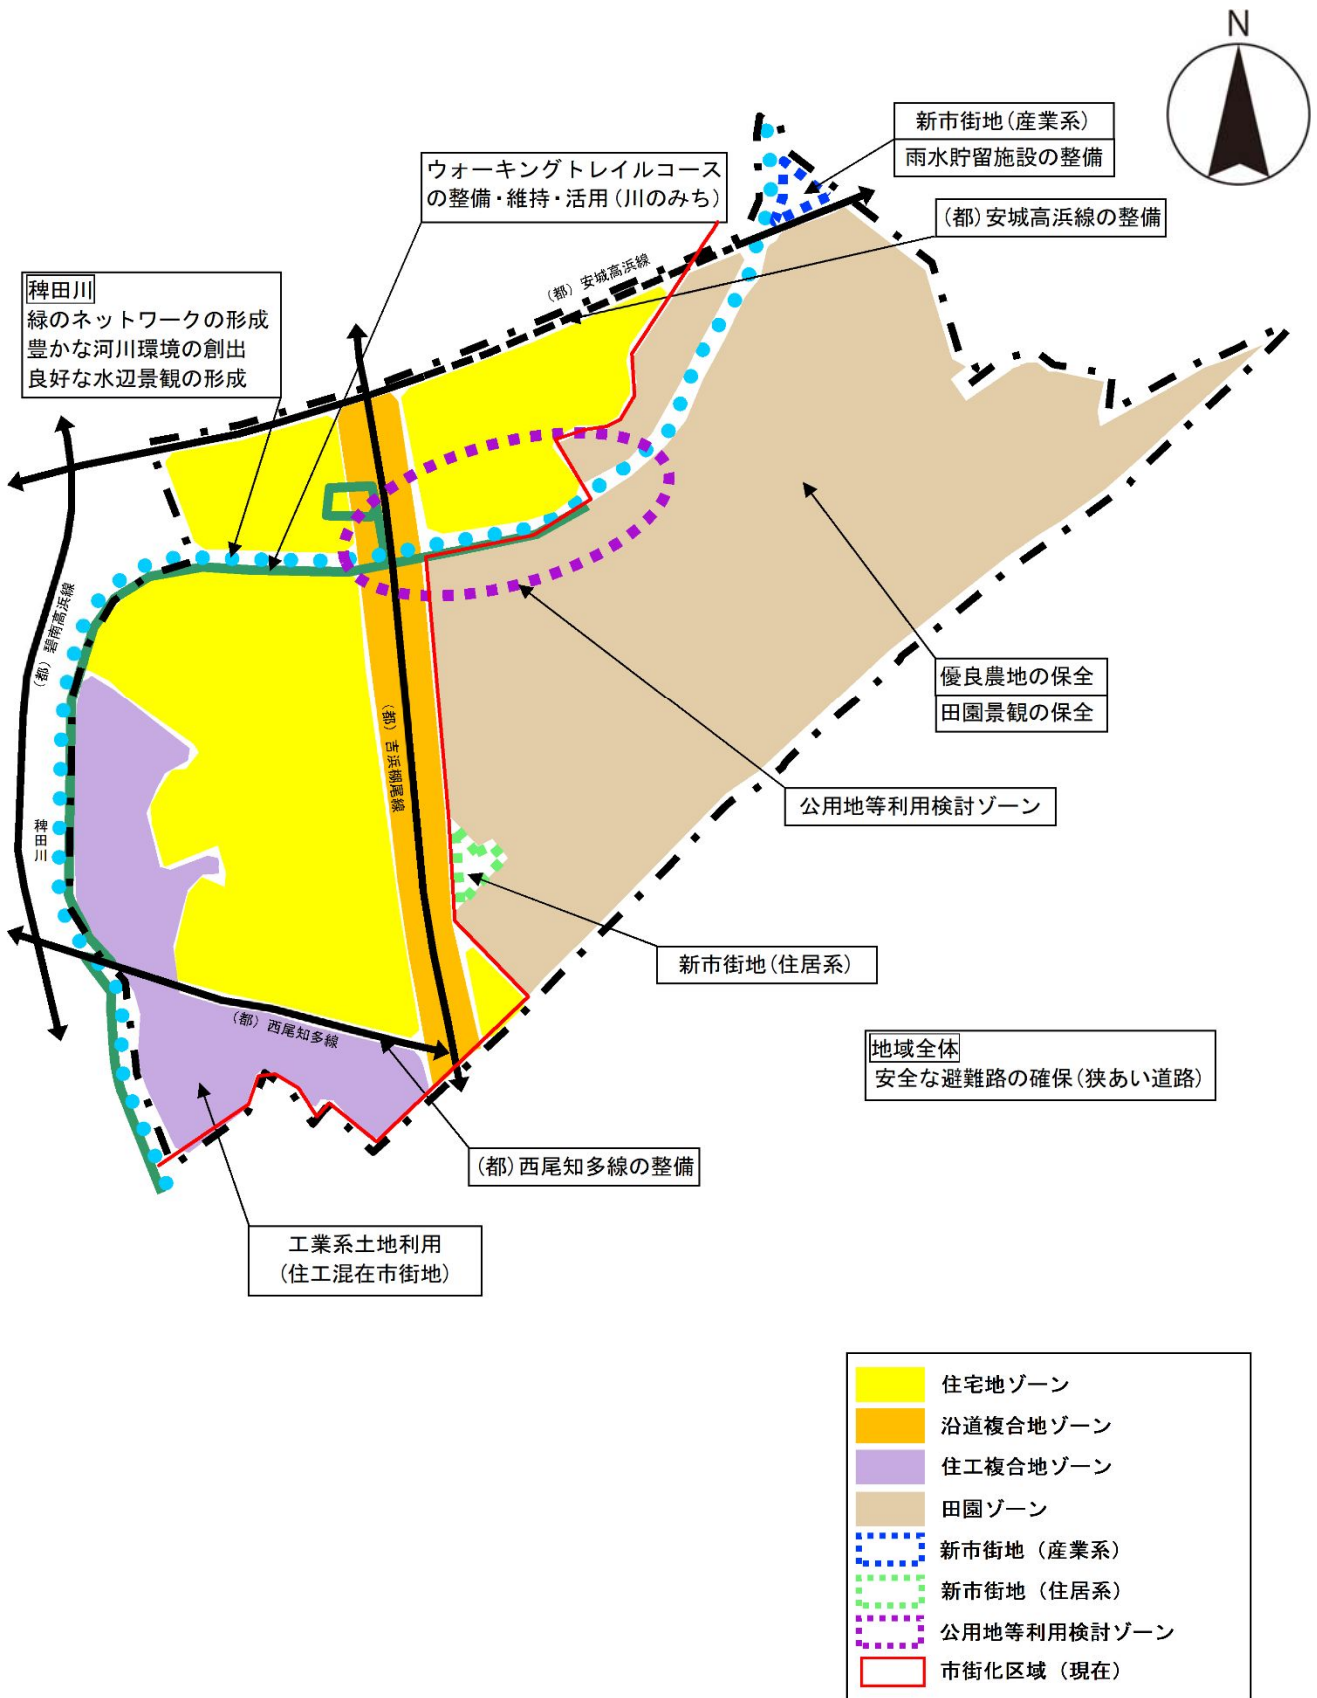 N
新市街地(産業系)
雨水貯留施設の整備
ウォーキングトレイルコース
の整備・維持・活用(川のみち)
(都)安城高浜線の整備
稗田川
緑のネットワークの形成
豊かな河川環境の創出
良好な水辺景観の形成
(都)安城高浜線
(都)碧南高浜線
(都)吉浜棚尾線
稗田川
優良農地の保全
田園景観の保全
公用地等利用検討ゾーン
新市街地(住居系)
(都)西尾知多線
地域全体
安全な避難路の確保(狭あい道路)
(都)西尾知多線の整備
工業系土地利用
(住工混在市街地)
住宅地ゾーン
沿道複合地ゾーン
住工複合地ゾーン
田園ゾーン
新市街地(産業系)
新市街地(住居系)
公用地等利用検討ゾーン
市街化区域(現在)